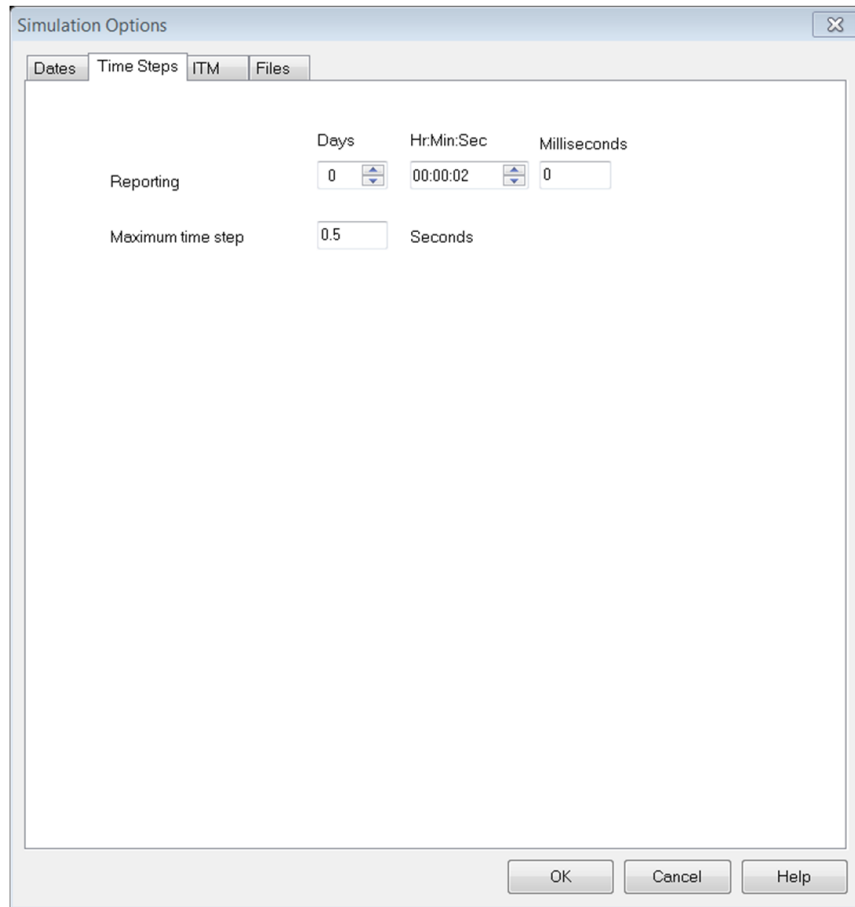 Simulation Options
Dates Time Steps ITM Files
Days Hr:Min:Sec Milliseconds
Reporting 0 00:00:02 0
Maximum time step 0.5 Seconds
OK Cancel Help